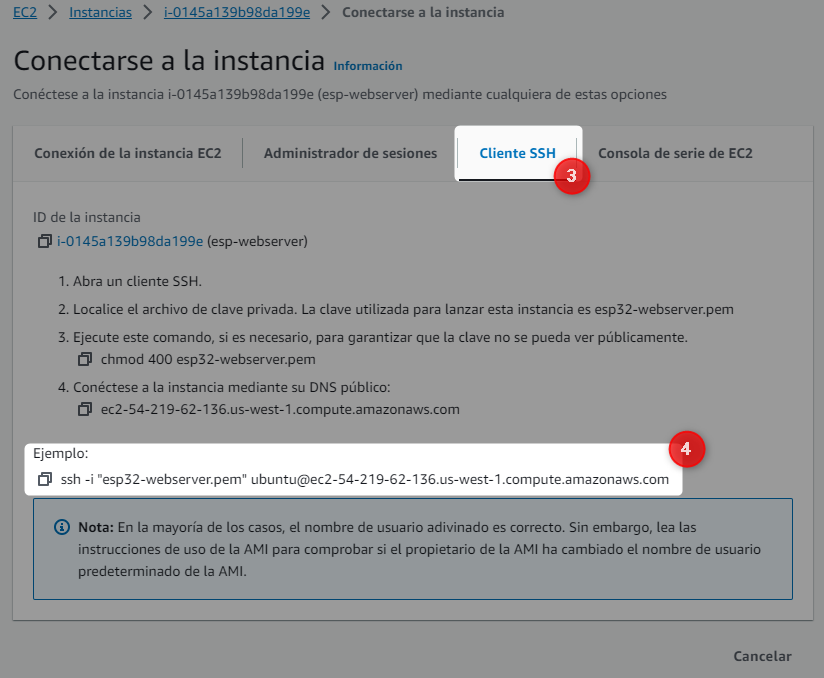 EC2 > Instancias > i-0145a139b98da199e > Conectarse a la instancia
Conectarse a la instancia Información
Conéctese a la instancia i-0145a139b98da199e (esp-webserver) mediante cualquiera de estas opciones
Conexión de la instancia EC2 Administrador de sesiones Cliente SSH Consola de serie de EC2
3
ID de la instancia
i-0145a139b98da199e (esp-webserver)
1. Abra un cliente SSH.
2. Localice el archivo de clave privada. La clave utilizada para lanzar esta instancia es esp32-webserver.pem
3. Ejecute este comando, si es necesario, para garantizar que la clave no se pueda ver públicamente.
chmod 400 esp32-webserver.pem
4. Conéctese a la instancia mediante su DNS público:
ec2-54-219-62-136.us-west-1.compute.amazonaws.com
4
Ejemplo:
ssh -i "esp32-webserver.pem" ubuntu@ec2-54-219-62-136.us-west-1.compute.amazonaws.com
Nota: En la mayoría de los casos, el nombre de usuario adivinado es correcto. Sin embargo, lea las
instrucciones de uso de la AMI para comprobar si el propietario de la AMI ha cambiado el nombre de usuario
predeterminado de la AMI.
Cancelar